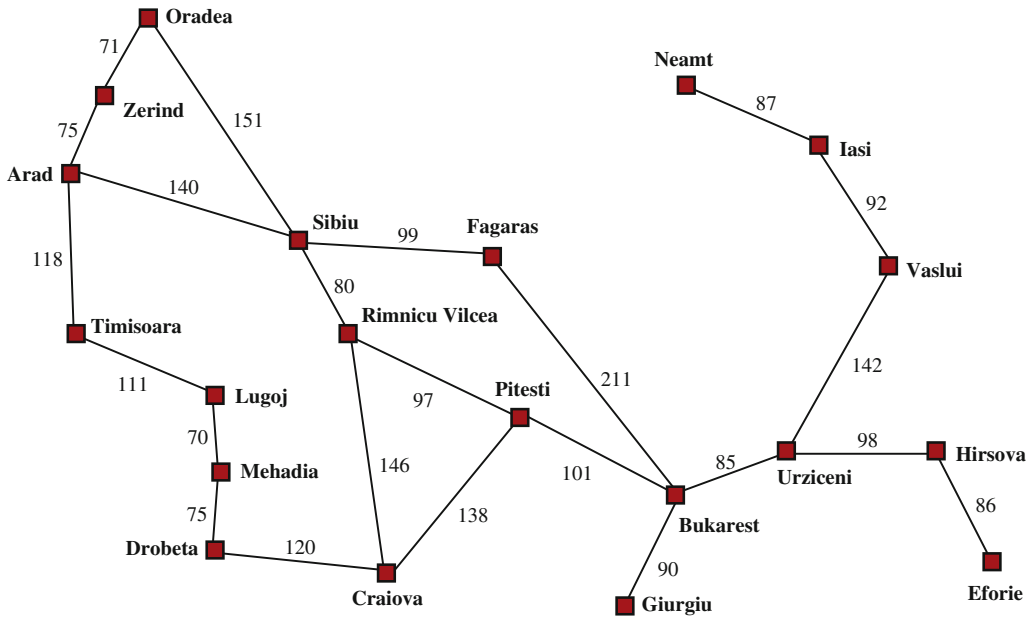 Oradea
71
Neamt
Zerind
87
151
75
Iasi
Arad
140
92
Sibiu
Fagaras
99
118
Vaslui
80
Timisoara
Rimnicu Vilcea
142
111
211
Pitesti
Lugoj
97
70
98
Hirsova
146
85
Mehadia
101
Urziceni
75
138
86
Bukarest
Drobeta
120
90
Craiova
Giurgiu
Eforie